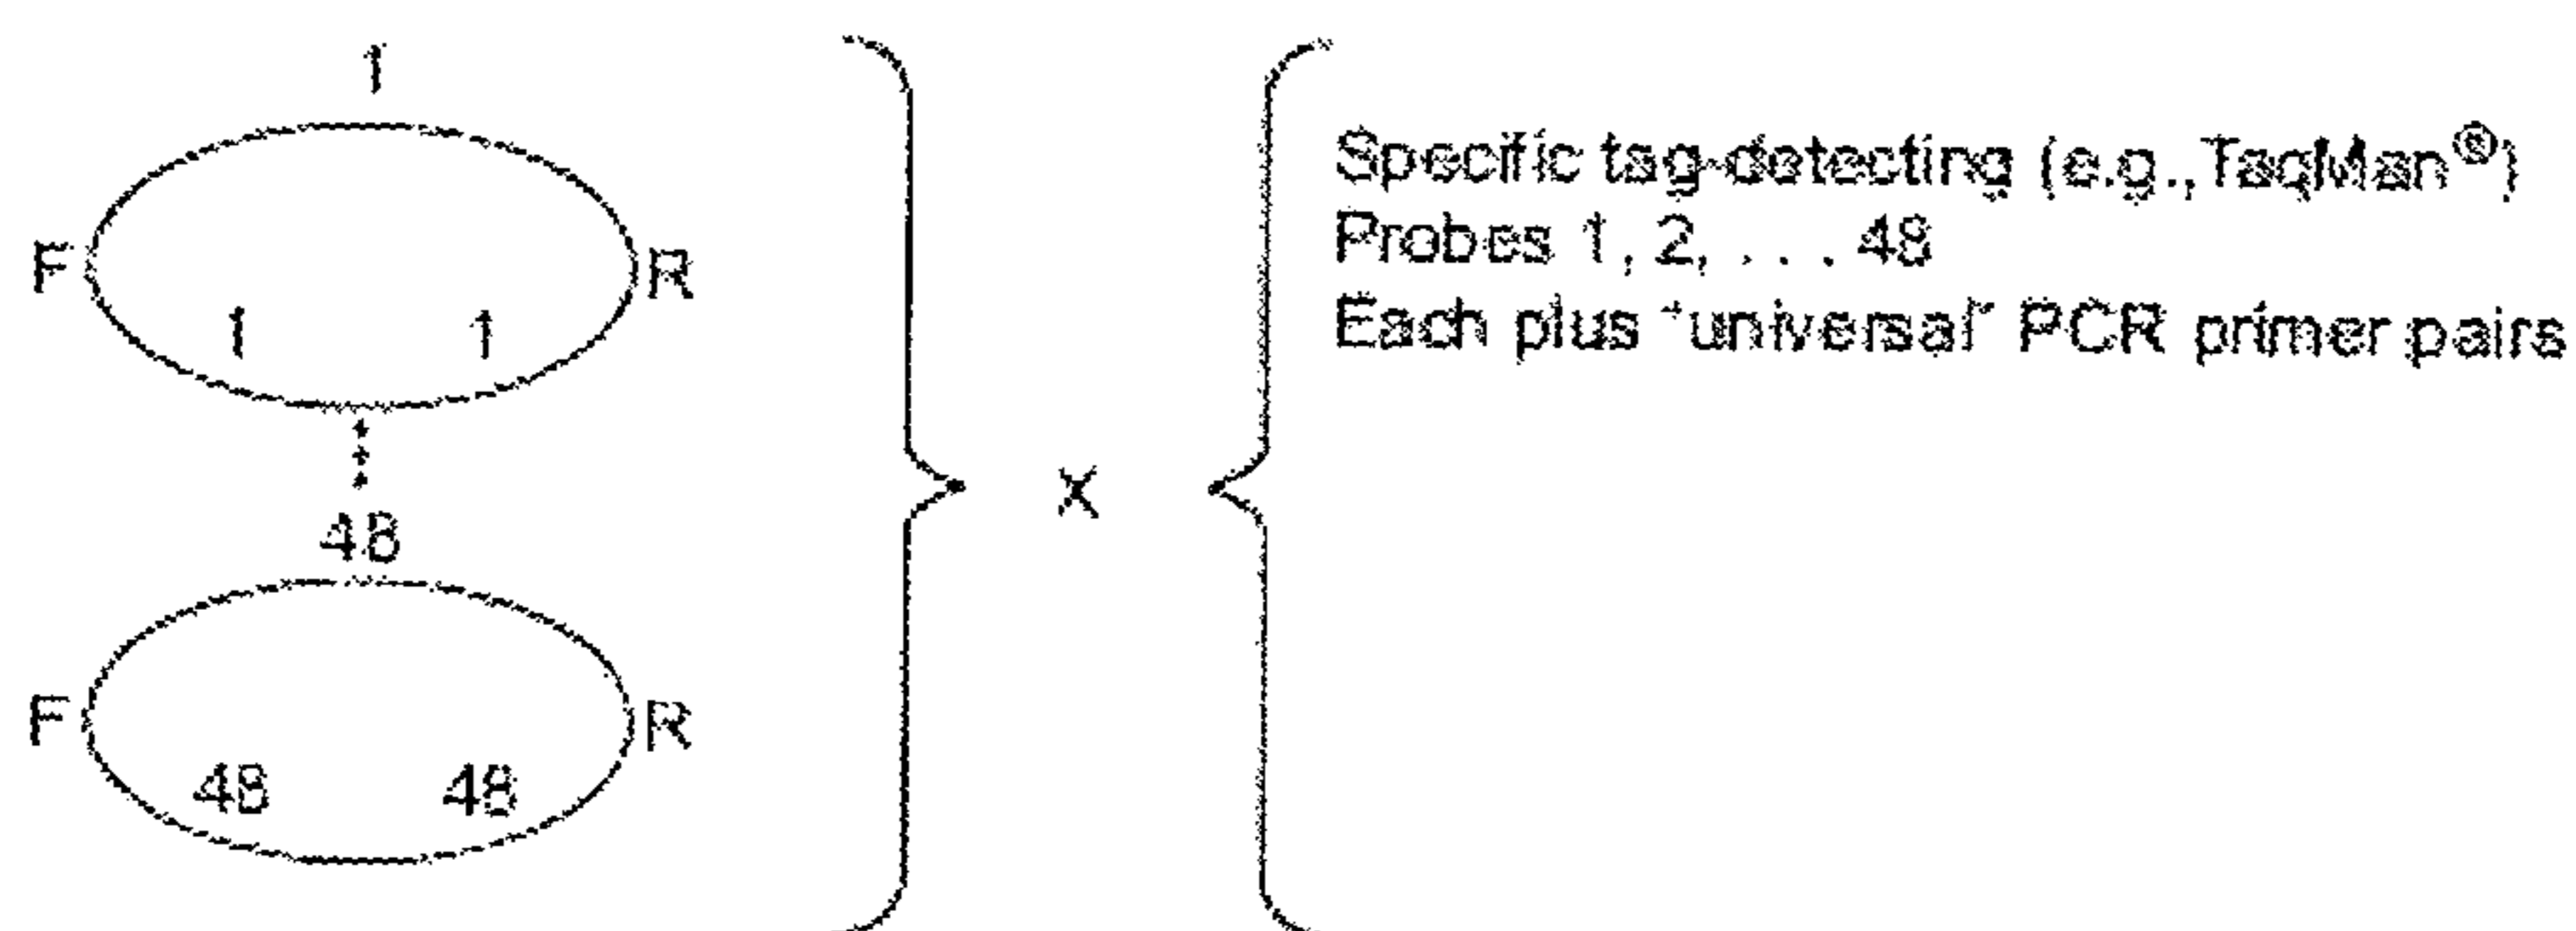 1
F R
1 1
48
F R
48 48
X
Specific tag-detecting (e.g.,TaqMan®)
Probes 1, 2, . . . 48
Each plus "universal" PCR primer pairs